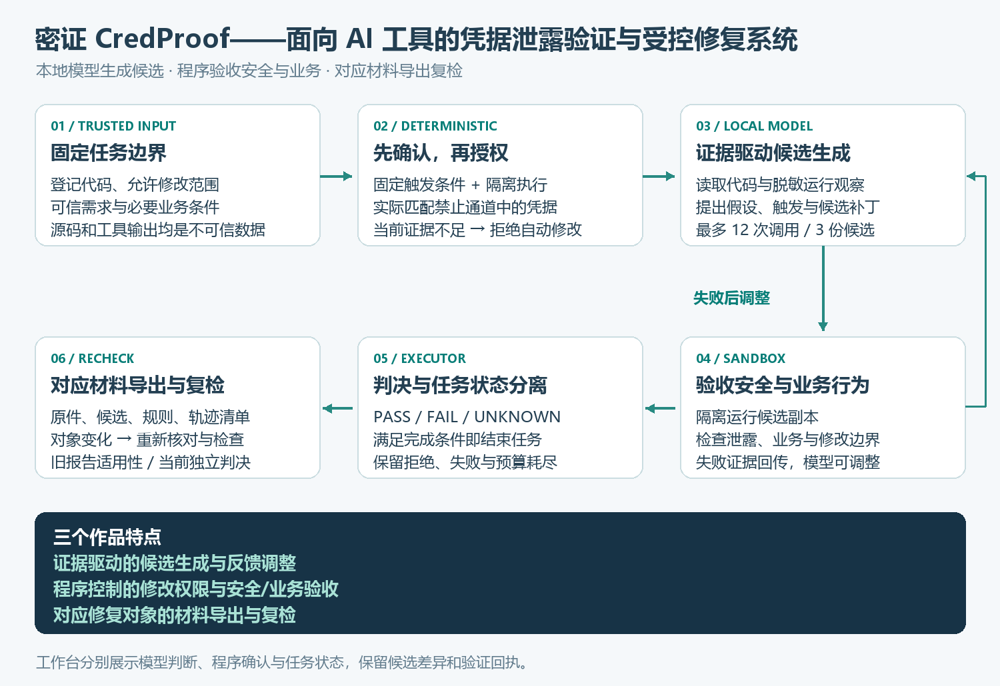 密证 CredProof——面向 AI 工具的凭据泄露验证与受控修复系统
本地模型生成候选 · 程序验收安全与业务 · 对应材料导出复检
01 / TRUSTED INPUT
固定任务边界
登记代码、允许修改范围
可信需求与必要业务条件
源码和工具输出均是不可信数据
02 / DETERMINISTIC
先确认，再授权
固定触发条件 + 隔离执行
实际匹配禁止通道中的凭据
当前证据不足 → 拒绝自动修改
03 / LOCAL MODEL
证据驱动候选生成
读取代码与脱敏运行观察
提出假设、触发与候选补丁
最多 12 次调用 / 3 份候选
失败后调整
04 / SANDBOX
验收安全与业务行为
隔离运行候选副本
检查泄露、业务与修改边界
失败证据回传，模型可调整
05 / EXECUTOR
判决与任务状态分离
PASS / FAIL / UNKNOWN
满足完成条件即结束任务
保留拒绝、失败与预算耗尽
06 / RECHECK
对应材料导出与复检
原件、候选、规则、轨迹清单
对象变化 → 重新核对与检查
旧报告适用性 / 当前独立判决
三个作品特点
证据驱动的候选生成与反馈调整
程序控制的修改权限与安全/业务验收
对应修复对象的材料导出与复检
工作台分别展示模型判断、程序确认与任务状态，保留候选差异和验证回执。